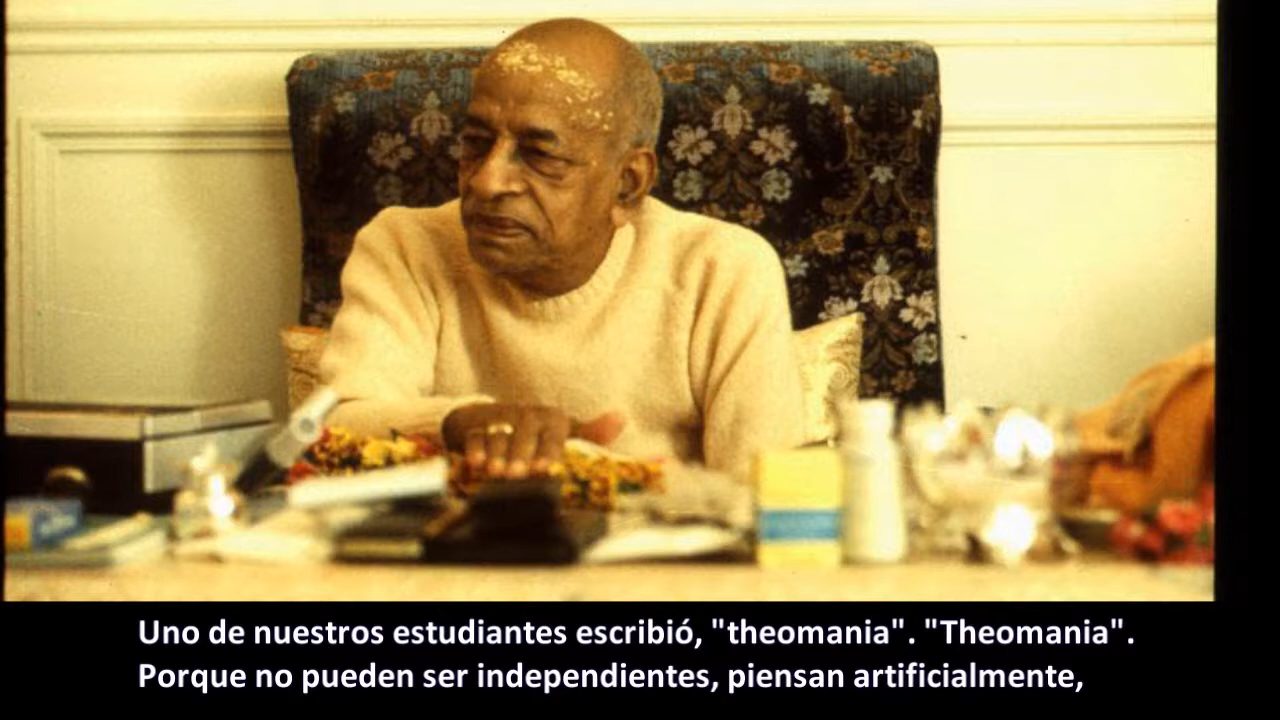 Uno de nuestros estudiantes escribió, "theomania". "Theomania".
Porque no pueden ser independientes, piensan artificialmente,